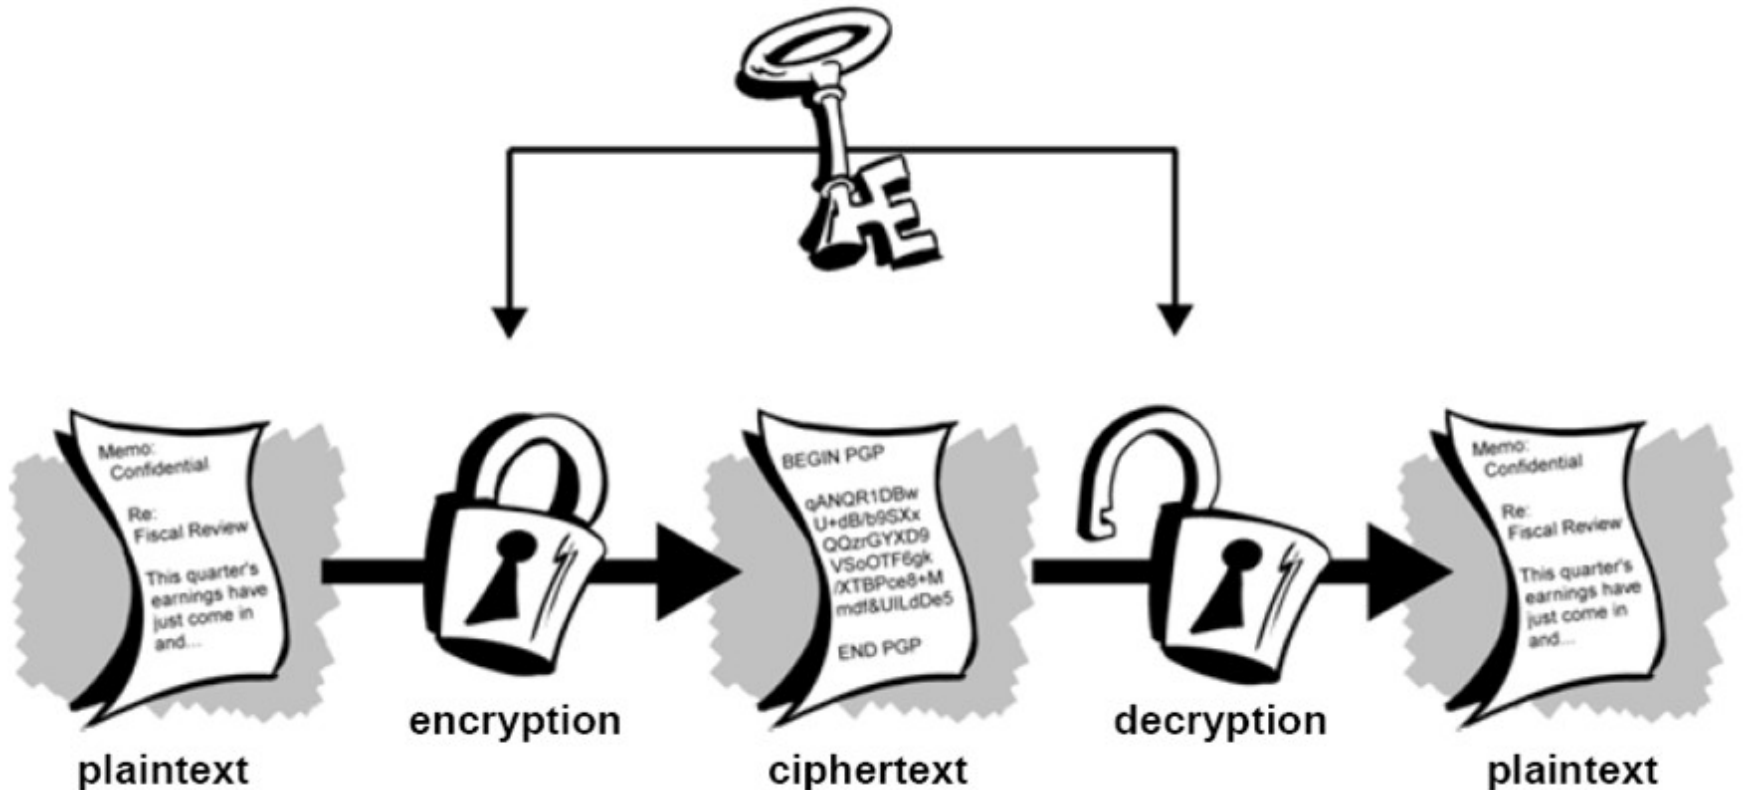 Memo:
Confidential
Re:
Fiscal Review
This quarter's
earnings have
just come in
and...
BEGIN PGP
qANQR1DBw
U+dB/b9SXx
QQzrGYXD9
VSoOTF6gk
/XTBPce8+M
mdf&UILdDe5
END PGP
Memo:
Confidential
Re:
Fiscal Review
This quarter's
earnings have
just come in
and...
encryption
decryption
plaintext
ciphertext
plaintext